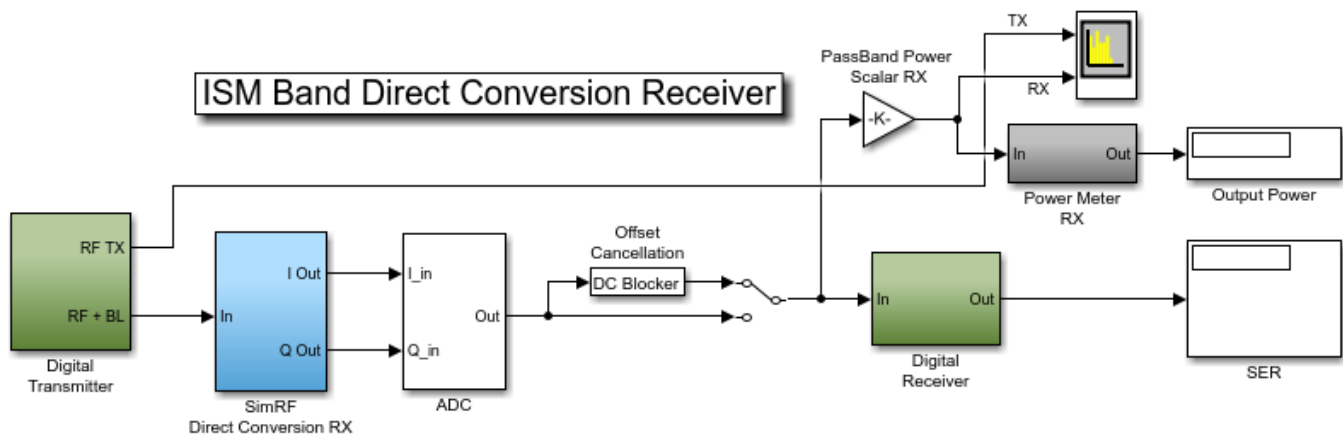 TX
PassBand Power
Scalar RX
ISM Band Direct Conversion Receiver
RX
-K-
In
Out
Output Power
Power Meter
RX
RF TX
RF + BL
Digital
Transmitter
In
I Out
Q Out
SimRF
Direct Conversion RX
I_in
Q_in
Out
ADC
Offset
Cancellation
DC Blocker
In
Out
Digital
Receiver
SER